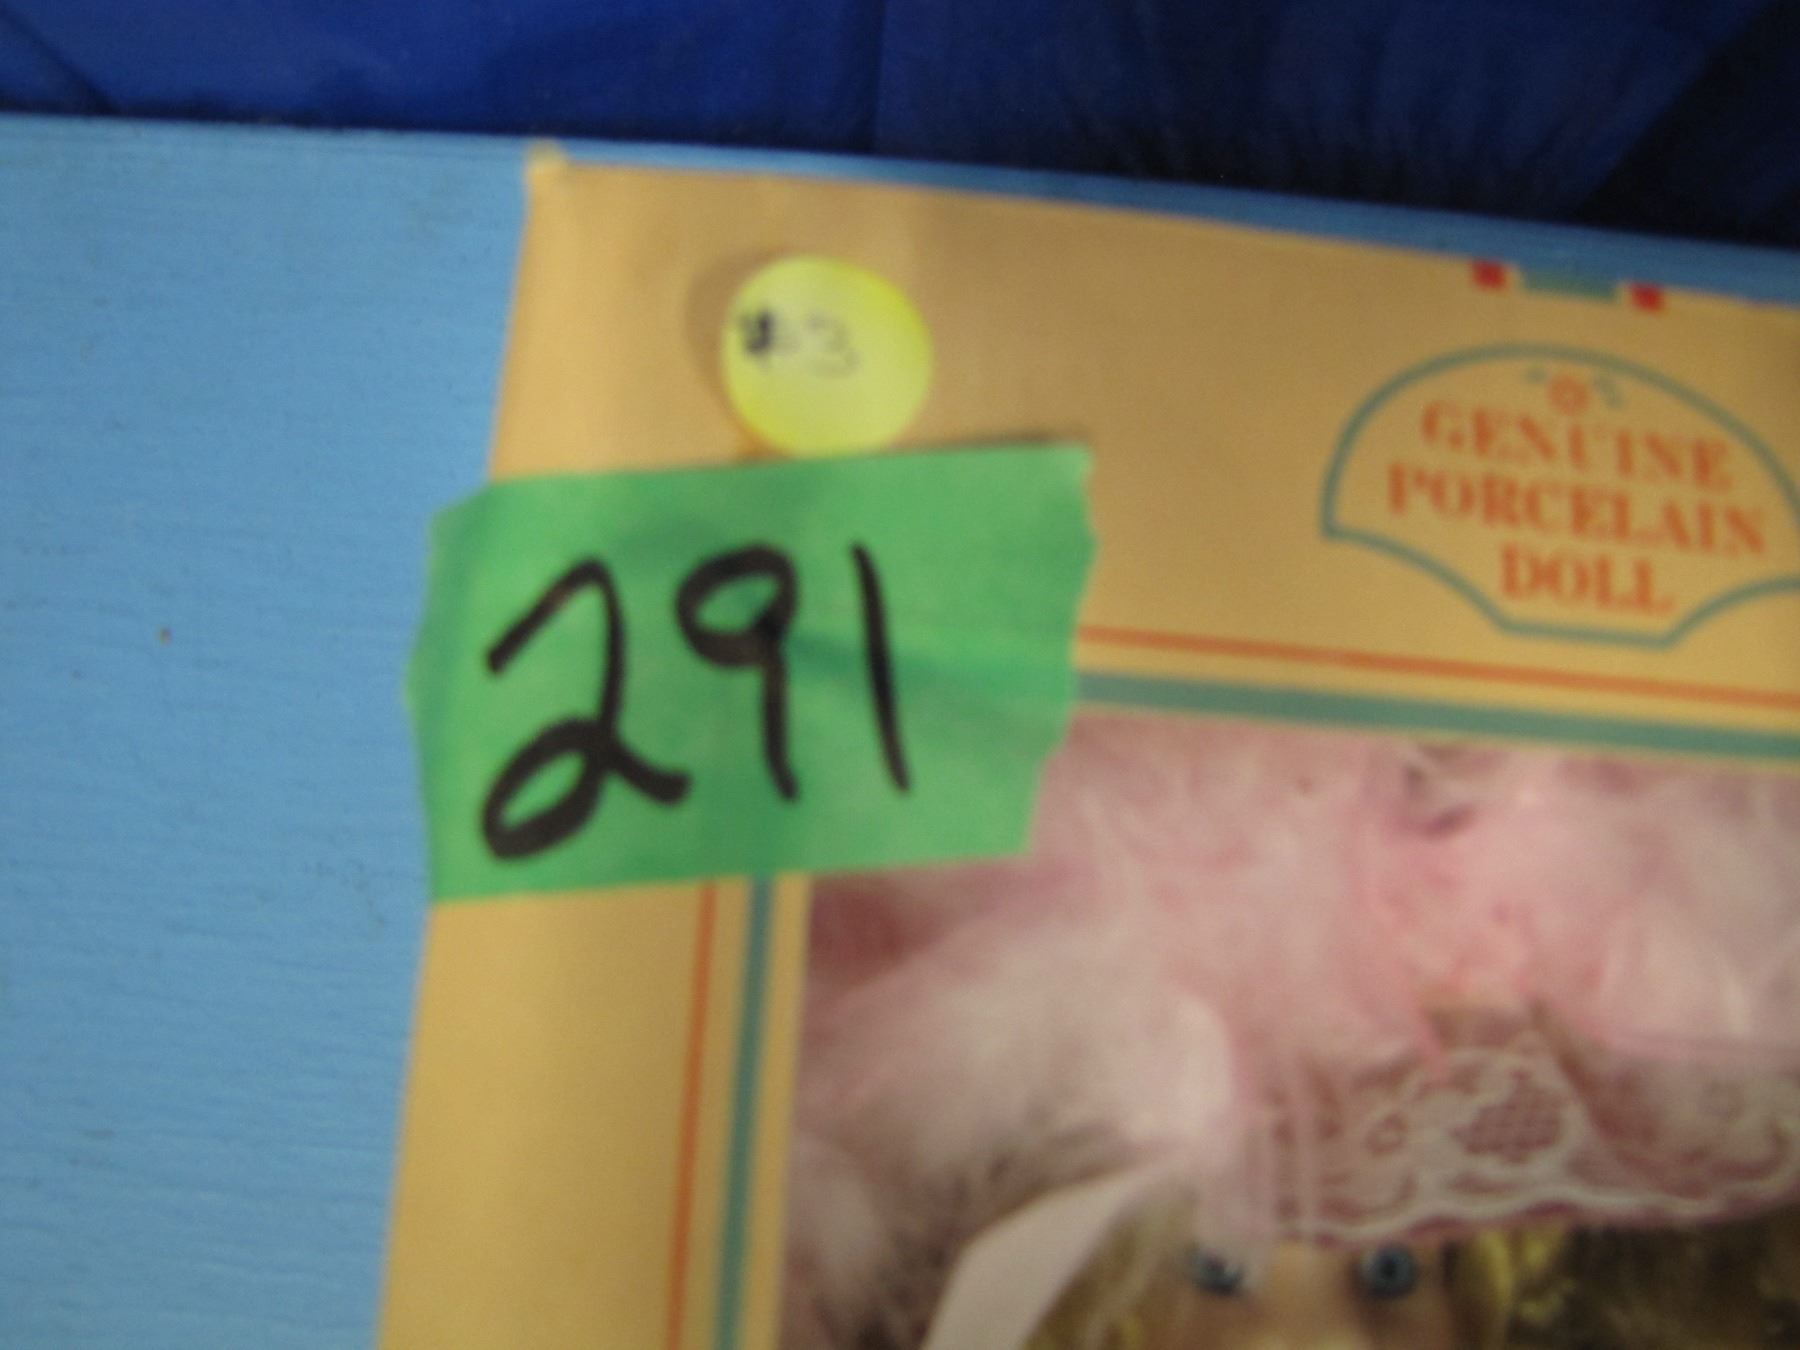 291
GENUINE
PORCELAIN
DOLL